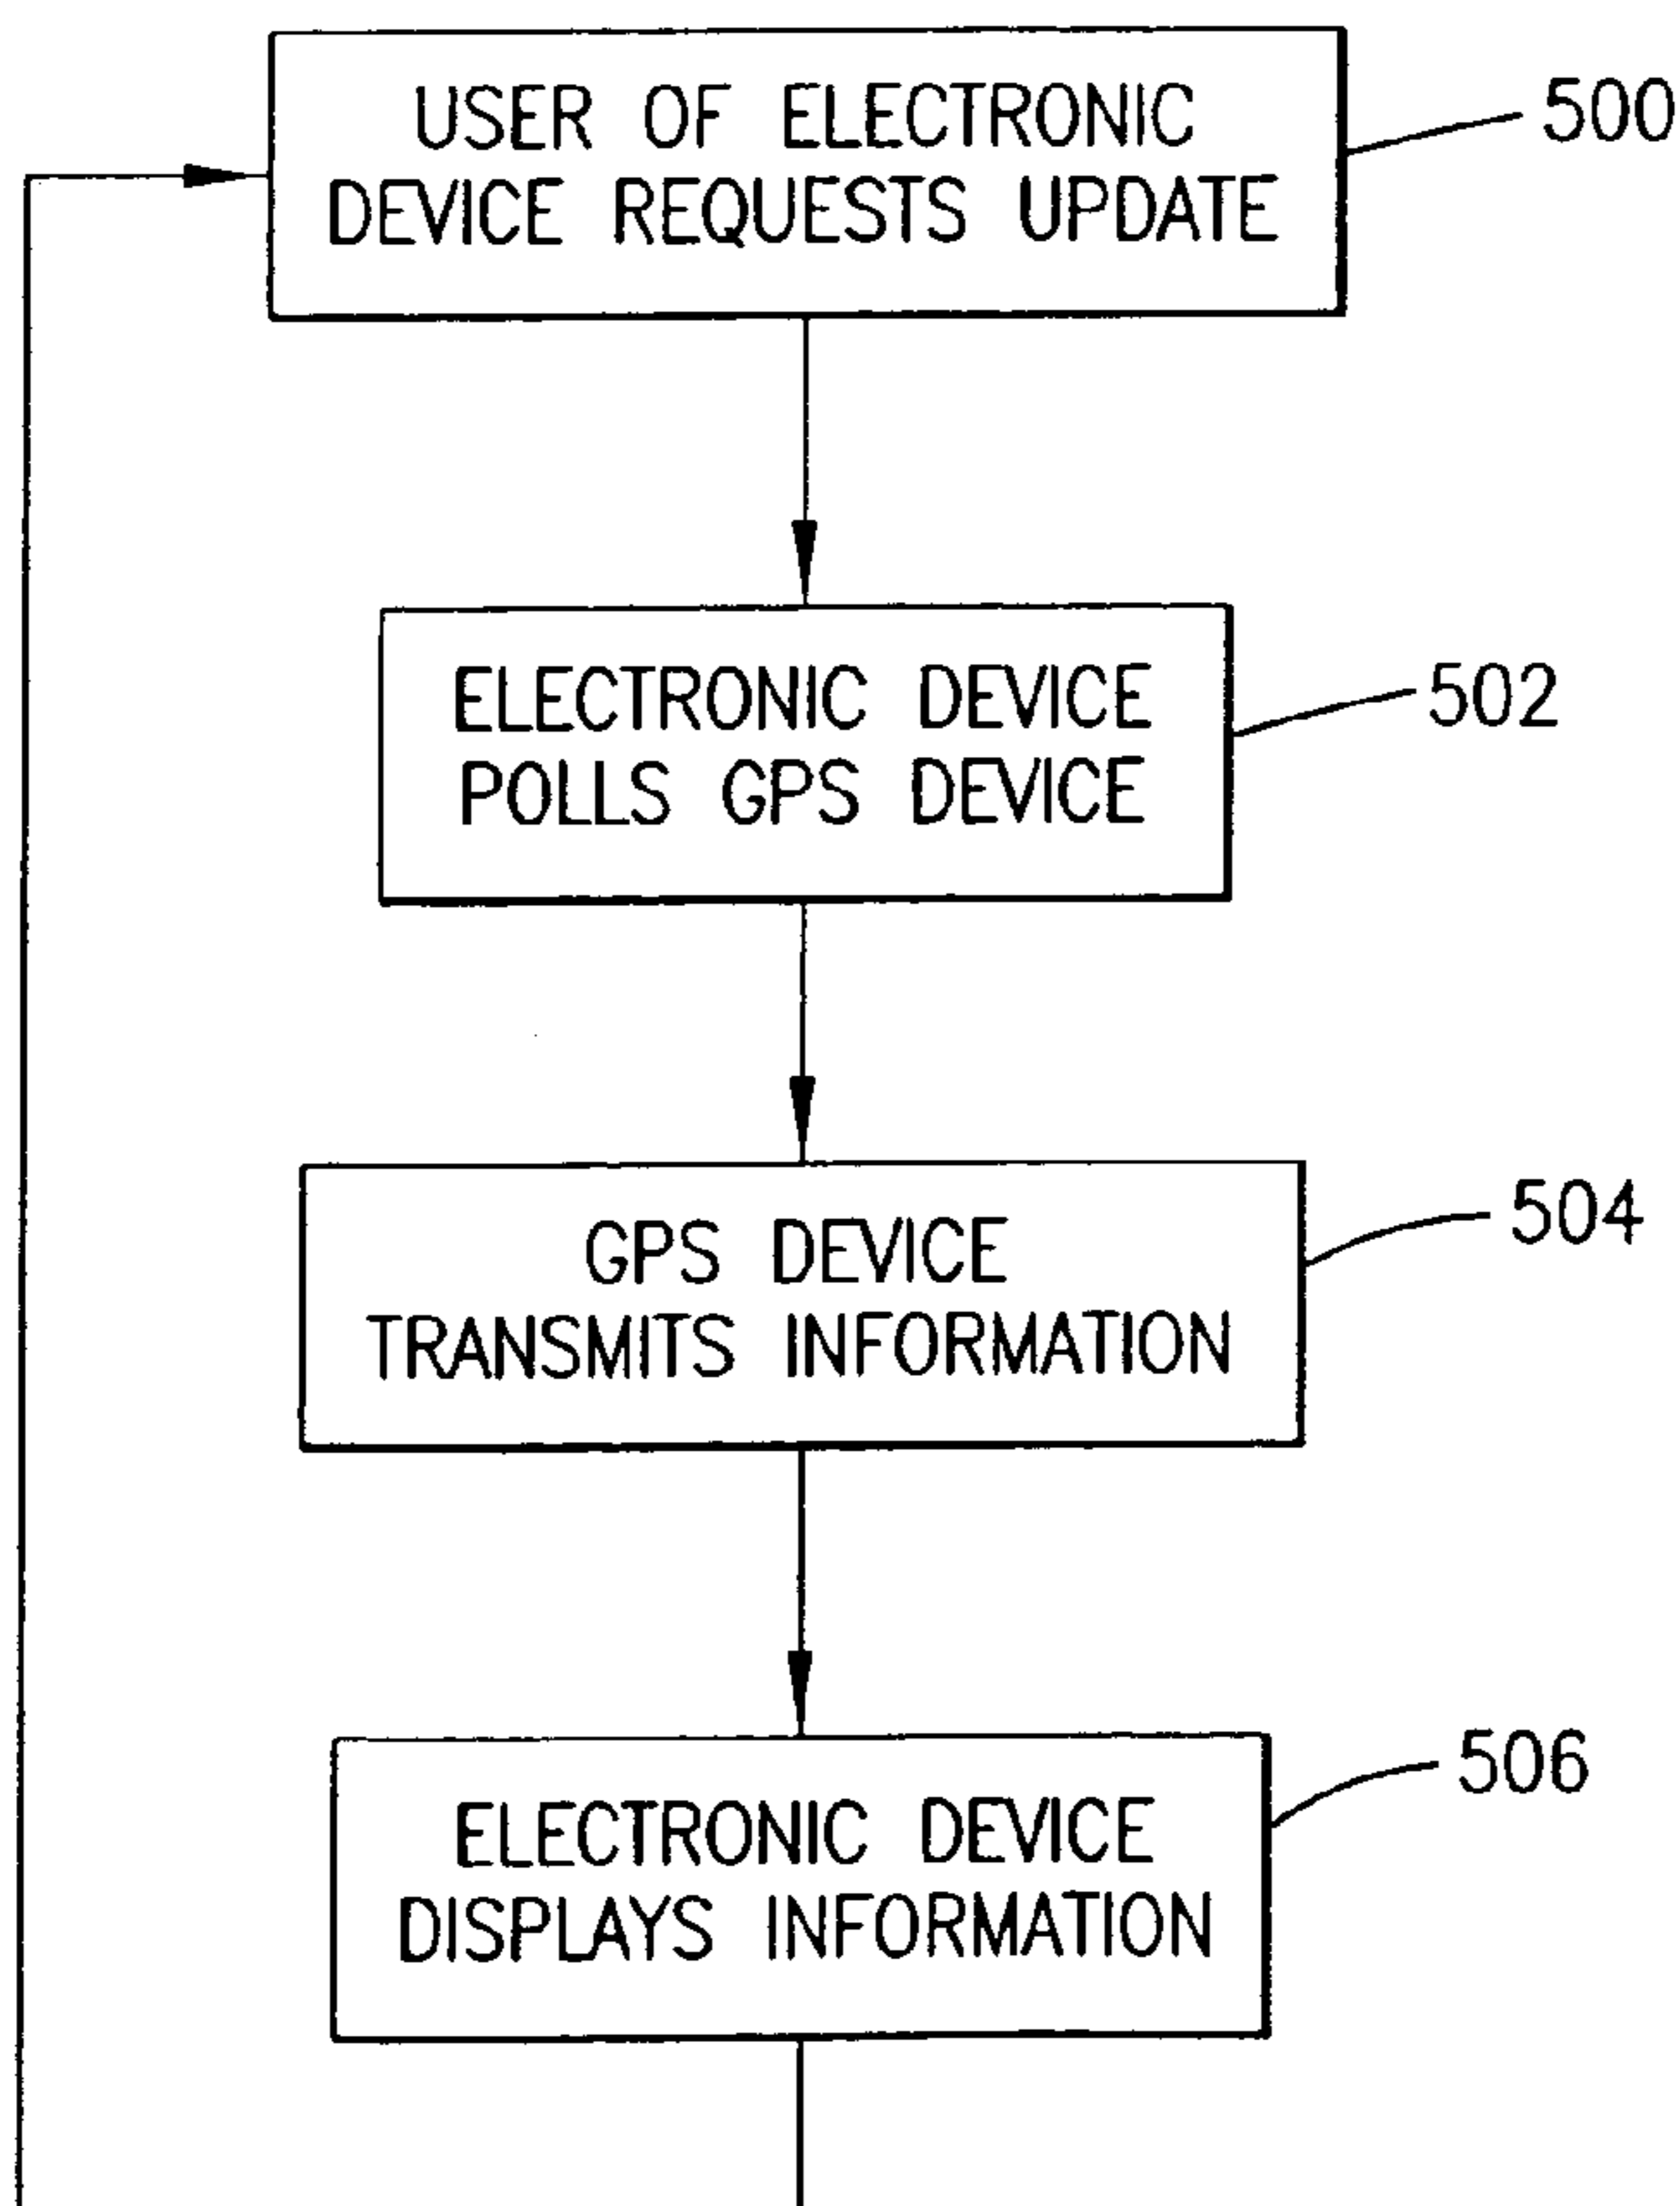 USER OF ELECTRONIC
DEVICE REQUESTS UPDATE
500
ELECTRONIC DEVICE
POLLS GPS DEVICE
502
GPS DEVICE
TRANSMITS INFORMATION
504
ELECTRONIC DEVICE
DISPLAYS INFORMATION
506